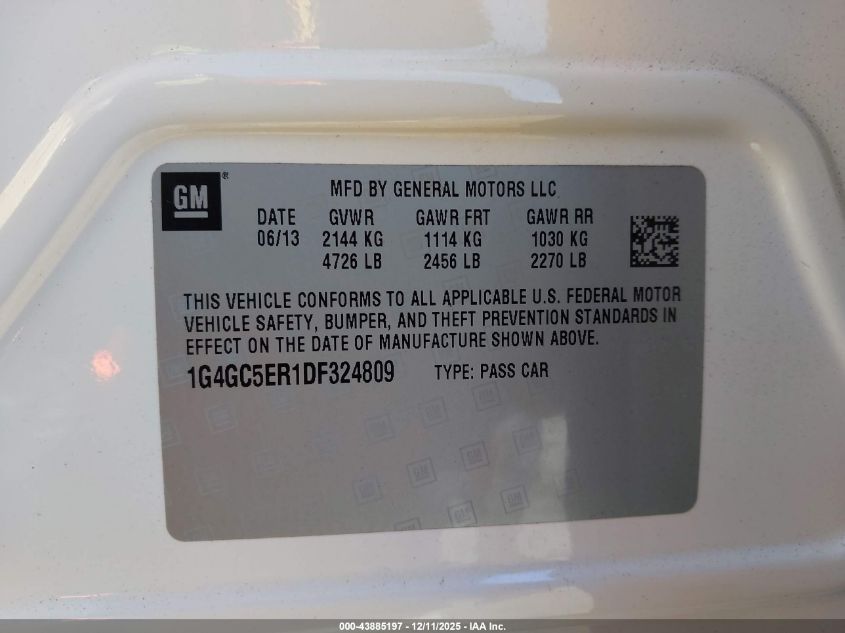 GM ®
MFD BY GENERAL MOTORS LLC
DATE GVWR GAWR FRT GAWR RR
06/13 2144 KG 1114 KG 1030 KG
4726 LB 2456 LB 2270 LB
THIS VEHICLE CONFORMS TO ALL APPLICABLE U.S. FEDERAL MOTOR
VEHICLE SAFETY, BUMPER, AND THEFT PREVENTION STANDARDS IN
EFFECT ON THE DATE OF MANUFACTURE SHOWN ABOVE.
1G4GC5ER1DF324809 TYPE: PASS CAR
000-43885197 - 12/11/2025 - IAA Inc.